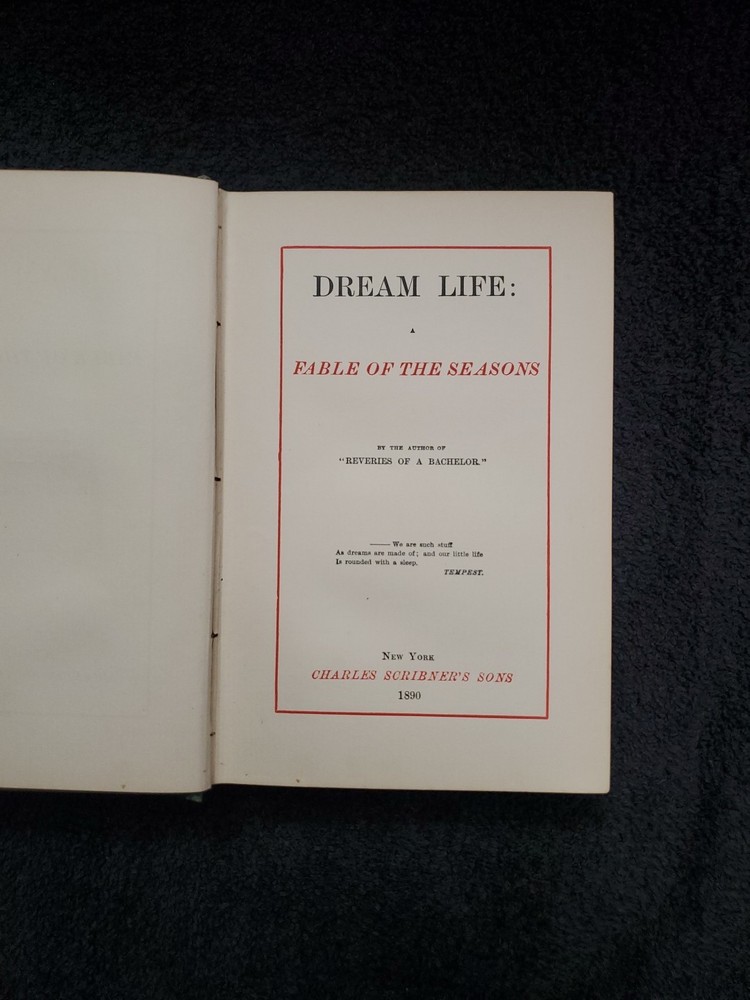 DREAM LIFE:
A
FABLE OF THE SEASONS
BY THE AUTHOR OF
"REVERIES OF A BACHELOR."
—— We are such stuff
As dreams are made of; and our little life
Is rounded with a sleep.
TEMPEST.
NEW YORK
CHARLES SCRIBNER'S SONS
1890